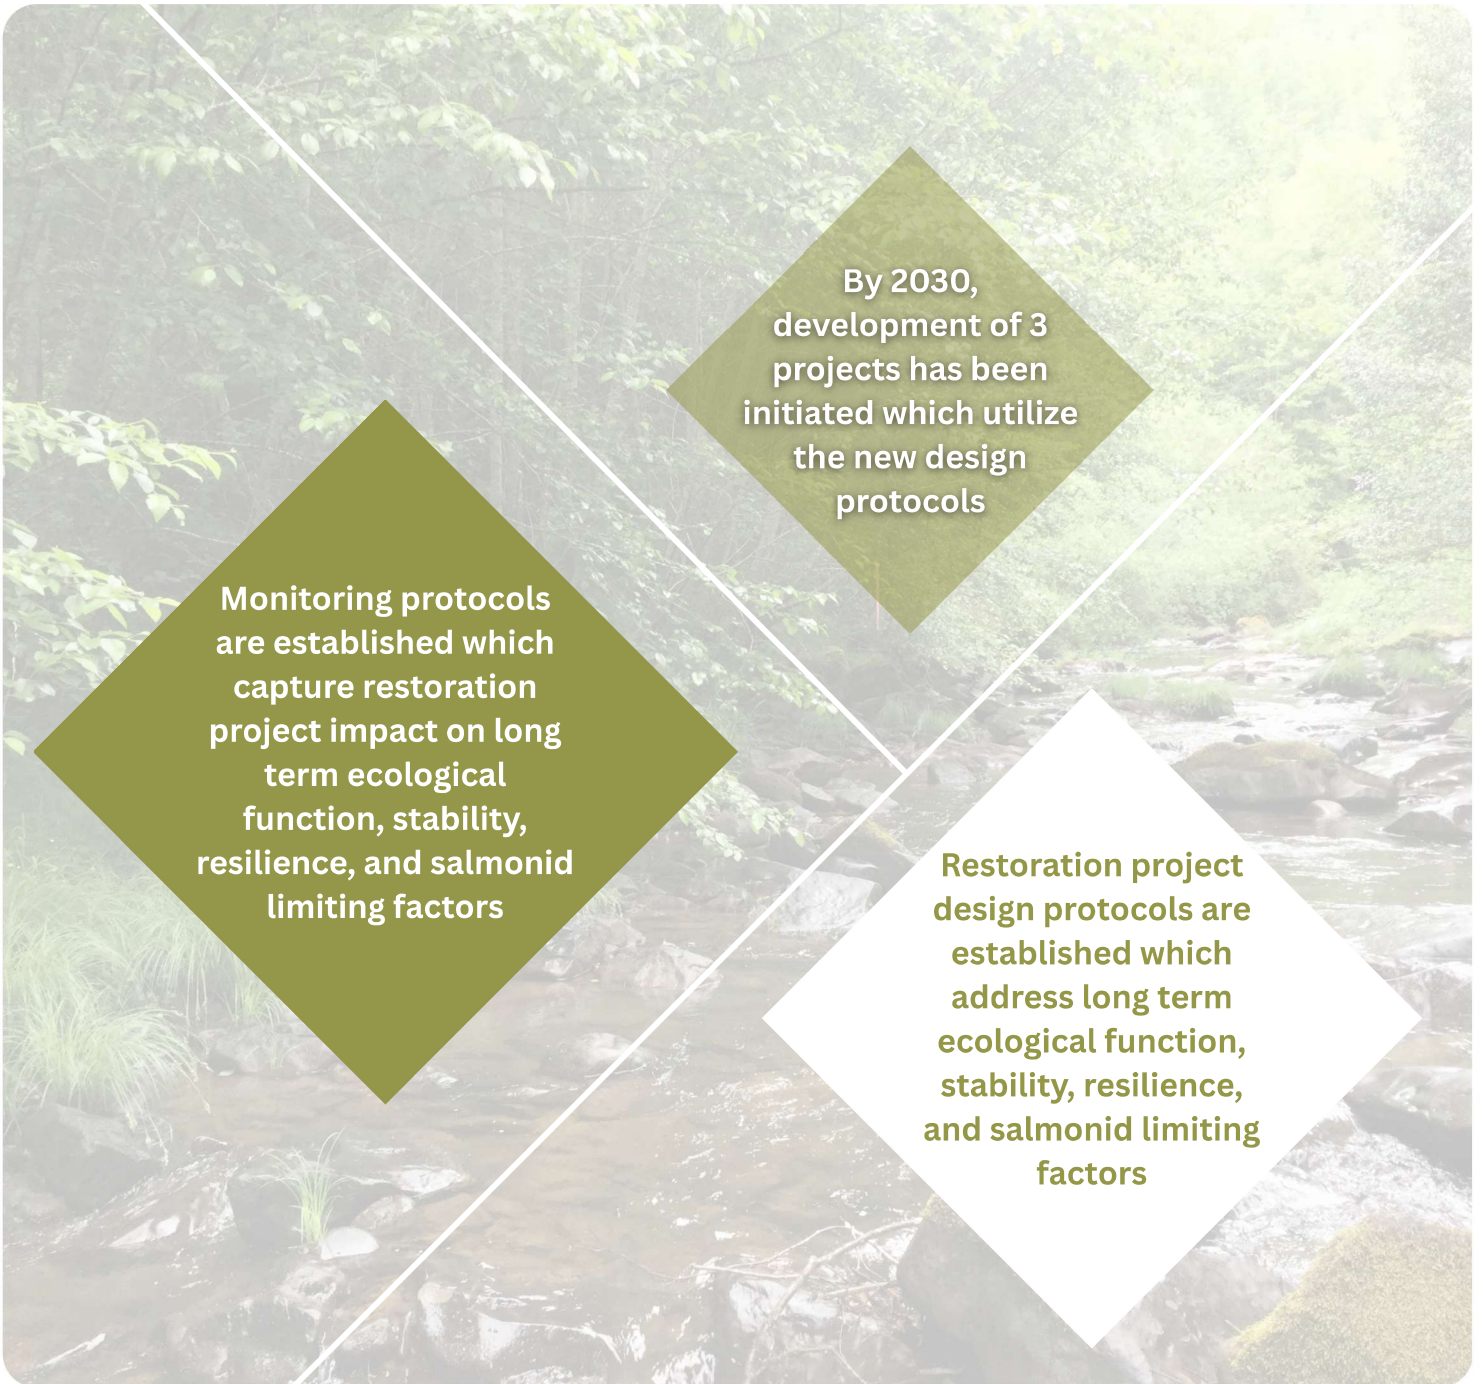 By 2030,
development of 3
projects has been
initiated which utilize
the new design
protocols
Monitoring protocols
are established which
capture restoration
project impact on long
term ecological
function, stability,
resilience, and salmonid
limiting factors
Restoration project
design protocols are
established which
address long term
ecological function,
stability, resilience,
and salmonid limiting
factors